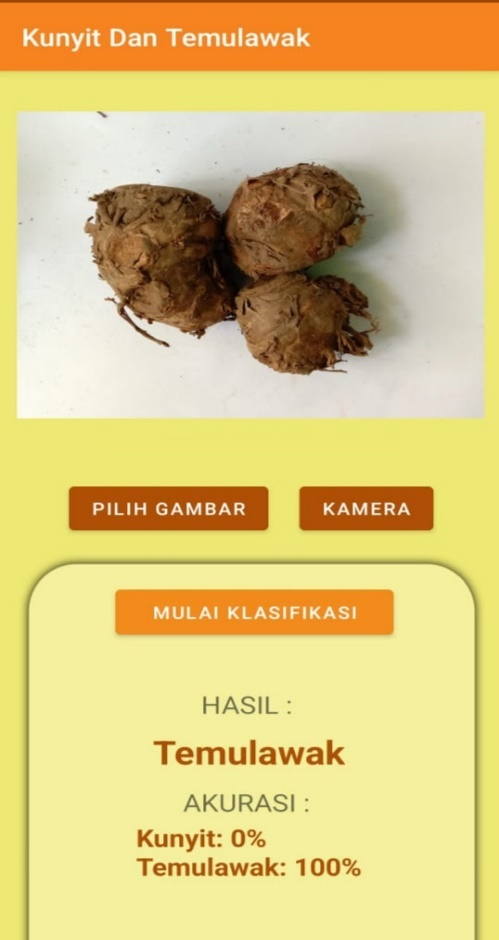 Kunyit Dan Temulawak
PILIH GAMBAR
KAMERA
MULAI KLASIFIKASI
HASIL :
Temulawak
AKURASI :
Kunyit: 0%
Temulawak: 100%